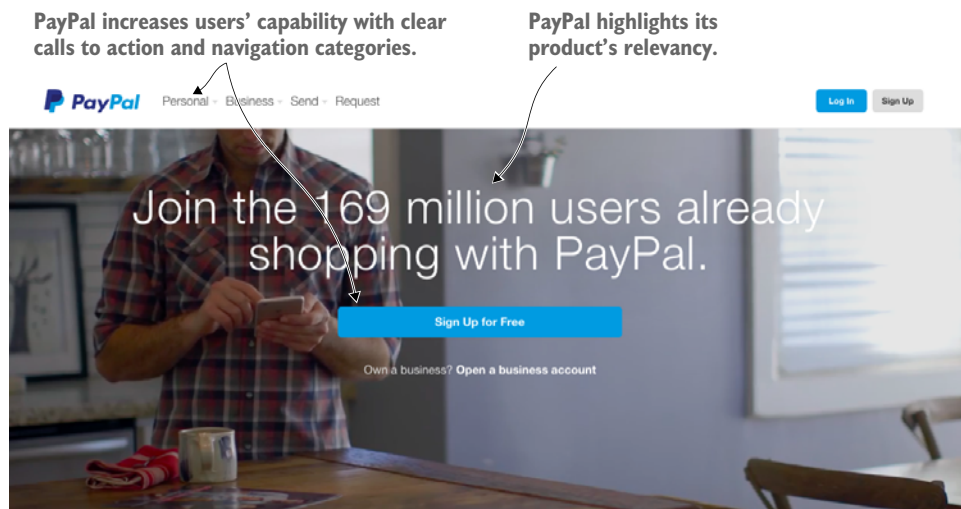 PayPal increases users’ capability with clear
calls to action and navigation categories.
PayPal highlights its
product’s relevancy.
PayPal Personal Business Send Request Log In Sign Up
Join the 169 million users already
shopping with PayPal.
Sign Up for Free
Own a business? Open a business account